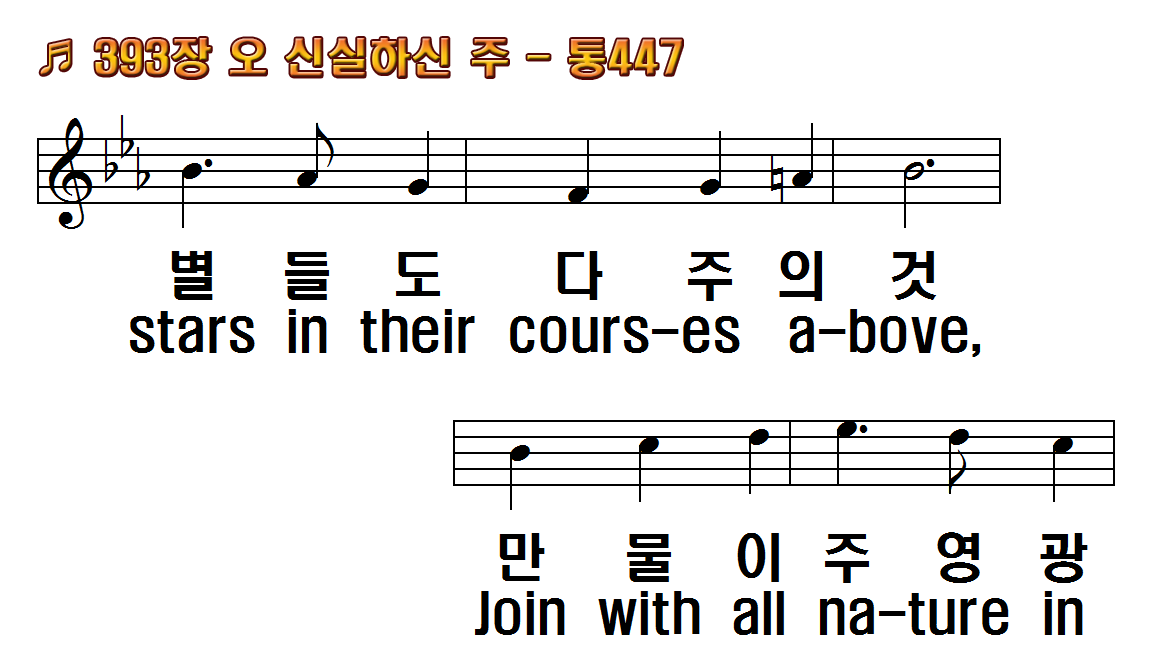 ♬ 393장 오 신실하신 주 - 통447
별 들 도 다 주 의 것
stars in their cours-es a-bove,
만 물 이 주 영 광
Join with all na-ture in